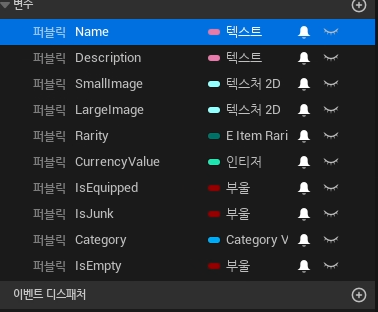 변수
퍼블릭 Name 텍스트
퍼블릭 Description 텍스트
퍼블릭 SmallImage 텍스처 2D
퍼블릭 LargeImage 텍스처 2D
퍼블릭 Rarity E Item Rari
퍼블릭 CurrencyValue 인티저
퍼블릭 IsEquipped 부울
퍼블릭 IsJunk 부울
퍼블릭 Category Category V
퍼블릭 IsEmpty 부울
이벤트 디스패처